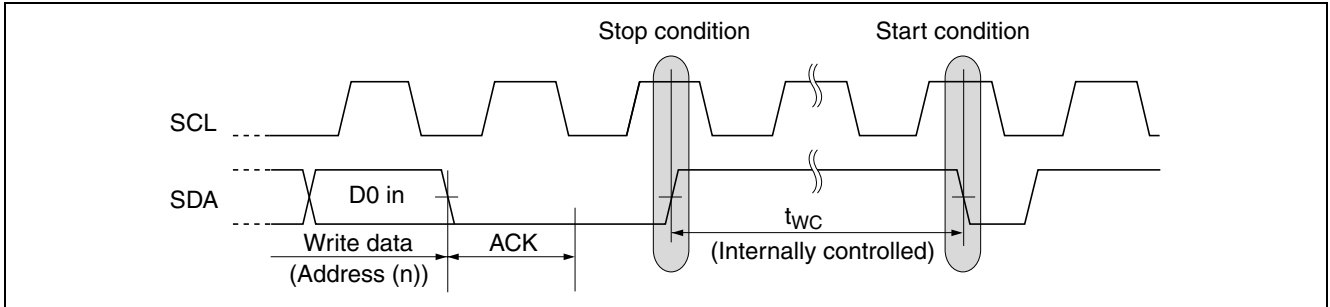 Stop condition
Start condition
SCL
SDA
D0 in
Write data
(Address (n))
ACK
tWC
(Internally controlled)